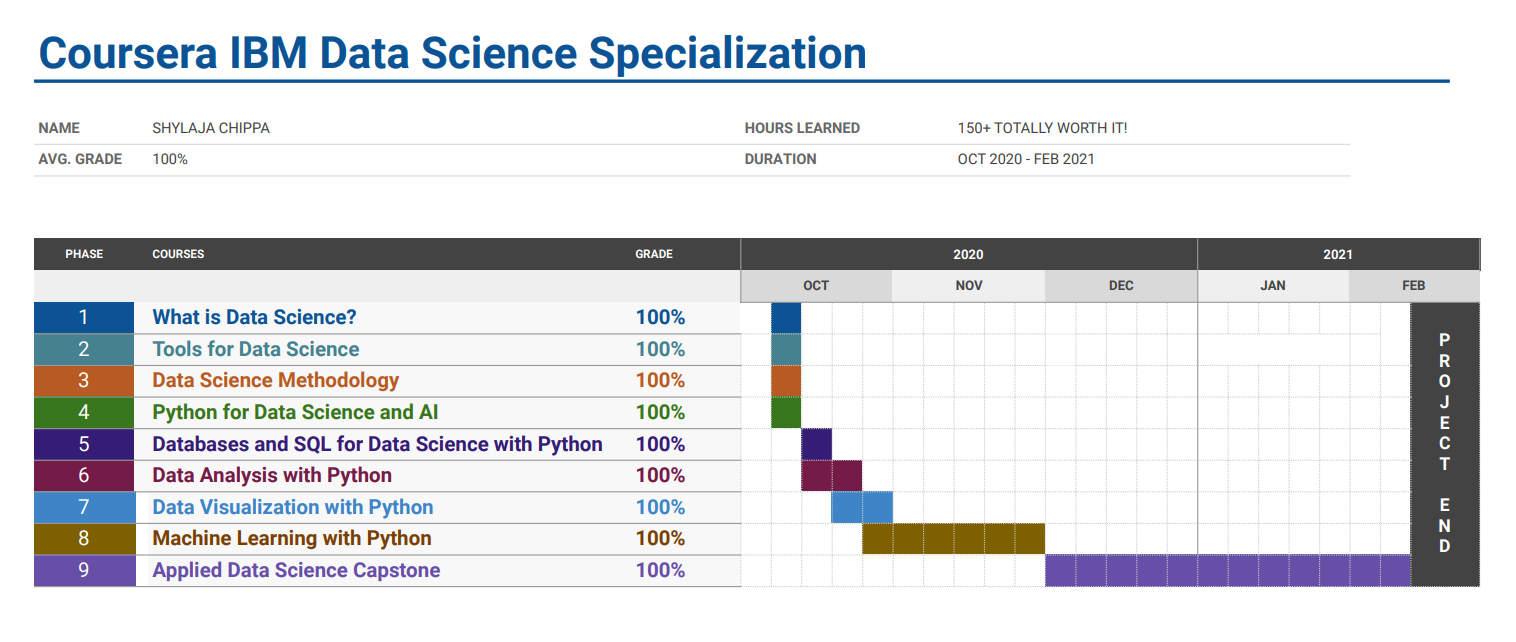 Coursera IBM Data Science Specialization
NAME SHYLAJA CHIPPA HOURS LEARNED 150+ TOTALLY WORTH IT!
AVG. GRADE 100% DURATION OCT 2020 - FEB 2021
PHASE COURSES GRADE 2020 2021
OCT NOV DEC JAN FEB
1 What is Data Science? 100%
2 Tools for Data Science 100%
3 Data Science Methodology 100%
4 Python for Data Science and AI 100%
5 Databases and SQL for Data Science with Python 100%
6 Data Analysis with Python 100%
7 Data Visualization with Python 100%
8 Machine Learning with Python 100%
9 Applied Data Science Capstone 100%
PROJECT END